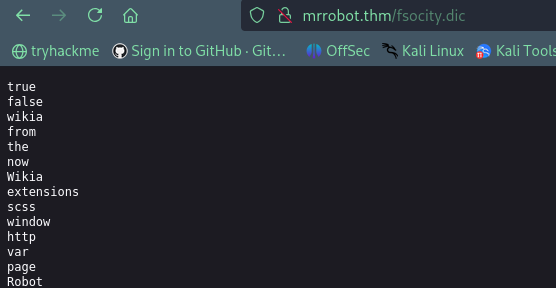 mrrobot.thm/fsocity.dic
tryhackme Sign in to GitHub · Git… OffSec Kali Linux Kali Tools
true
false
wikia
from
the
now
Wikia
extensions
scss
window
http
var
page
Robot